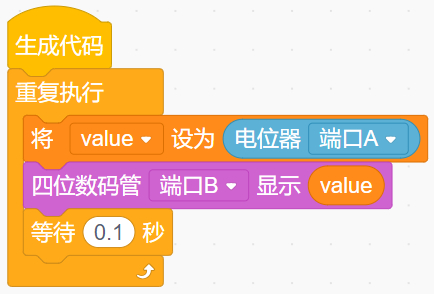 生成代码
重复执行
将 value 设为 电位器 端口A
四位数码管 端口B 显示 value
等待 0.1 秒